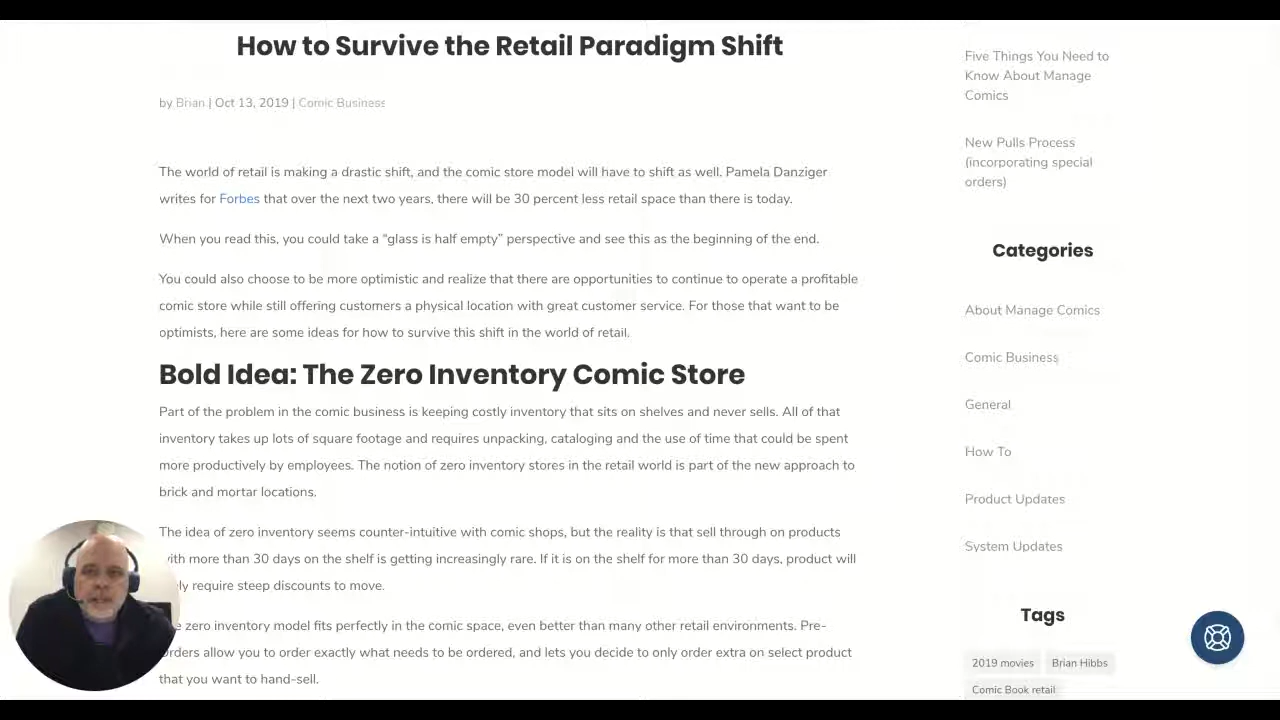 How to Survive the Retail Paradigm Shift
by Brian | Oct 13, 2019 | Comic Business
The world of retail is making a drastic shift, and the comic store model will have to shift as well. Pamela Danziger
writes for Forbes that over the next two years, there will be 30 percent less retail space than there is today.
When you read this, you could take a “glass is half empty” perspective and see this as the beginning of the end.
You could also choose to be more optimistic and realize that there are opportunities to continue to operate a profitable
comic store while still offering customers a physical location with great customer service. For those that want to be
optimists, here are some ideas for how to survive this shift in the world of retail.
Bold Idea: The Zero Inventory Comic Store
Part of the problem in the comic business is keeping costly inventory that sits on shelves and never sells. All of that
inventory takes up lots of square footage and requires unpacking, cataloging and the use of time that could be spent
more productively by employees. The notion of zero inventory stores in the retail world is part of the new approach to
brick and mortar locations.
The idea of zero inventory seems counter-intuitive with comic shops, but the reality is that sell through on products
with more than 30 days on the shelf is getting increasingly rare. If it is on the shelf for more than 30 days, product will
require steep discounts to move.
zero inventory model fits perfectly in the comic space, even better than many other retail environments. Pre-
Orders allow you to order exactly what needs to be ordered, and lets you decide to only order extra on select product
that you want to hand-sell.
Five Things You Need to
Know About Manage
Comics
New Pulls Process
(incorporating special
orders)
Categories
About Manage Comics
Comic Business
General
How To
Product Updates
System Updates
Tags
2019 movies
Brian Hibbs
Comic Book retail